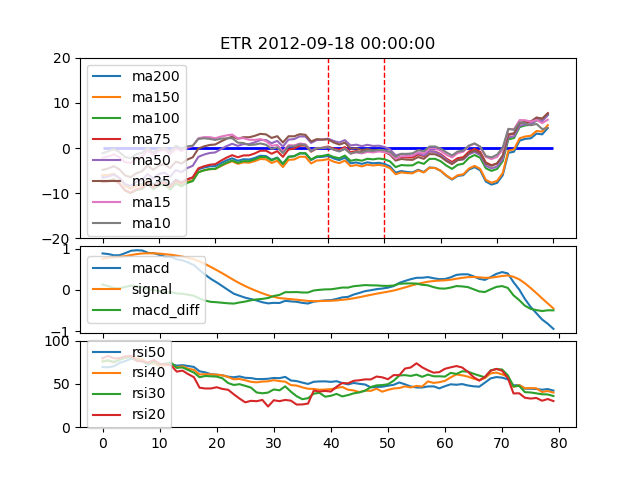 ETR 2012-09-18 00:00:00
20
10
0
−10
−20
ma200
ma150
ma100
ma75
ma50
ma35
ma15
ma10
1
0
−1
macd
signal
macd_diff
100
50
0
rsi50
rsi40
rsi30
rsi20
0 10 20 30 40 50 60 70 80